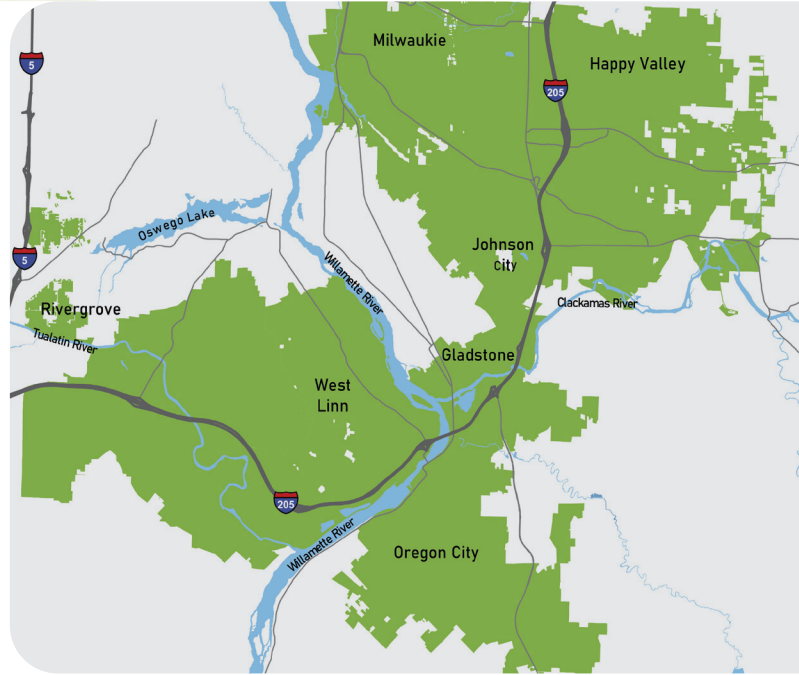 Milwaukie
5
Happy Valley
205
Oswego Lake
Johnson
City
5
Willamette River
Clackamas River
Rivergrove
Tualatin River
Gladstone
West
Linn
205
Willamette River
Oregon City